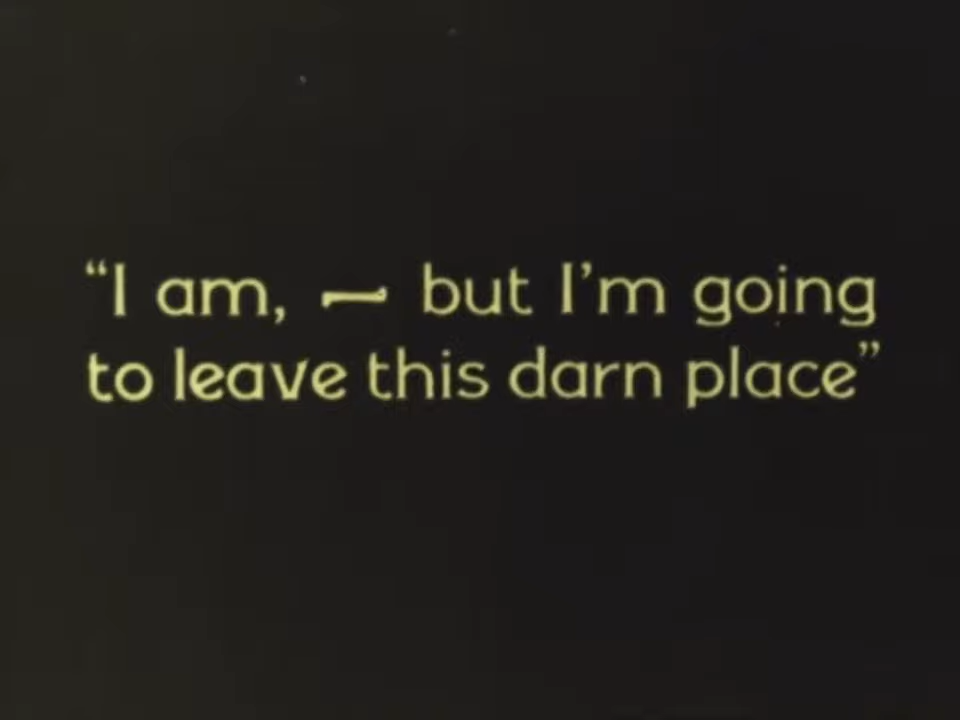 “I am, — but I’m going
to leave this darn place”